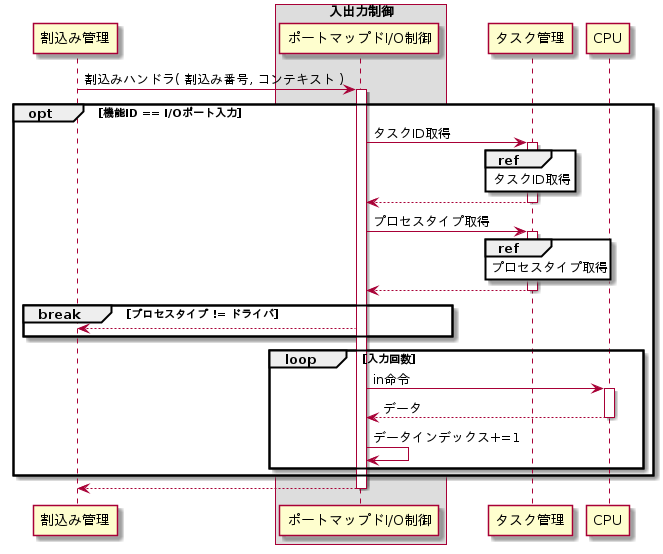 入出力制御
割込み管理
ポートマップドI/O制御
タスク管理
CPU
割込みハンドラ( 割込み番号, コンテキスト )
opt
[機能ID == I/Oポート入力]
タスクID取得
ref
タスクID取得
プロセスタイプ取得
ref
プロセスタイプ取得
break
[プロセスタイプ != ドライバ]
loop
[入力回数]
in命令
データ
データインデックス+=1
割込み管理
ポートマップドI/O制御
タスク管理
CPU